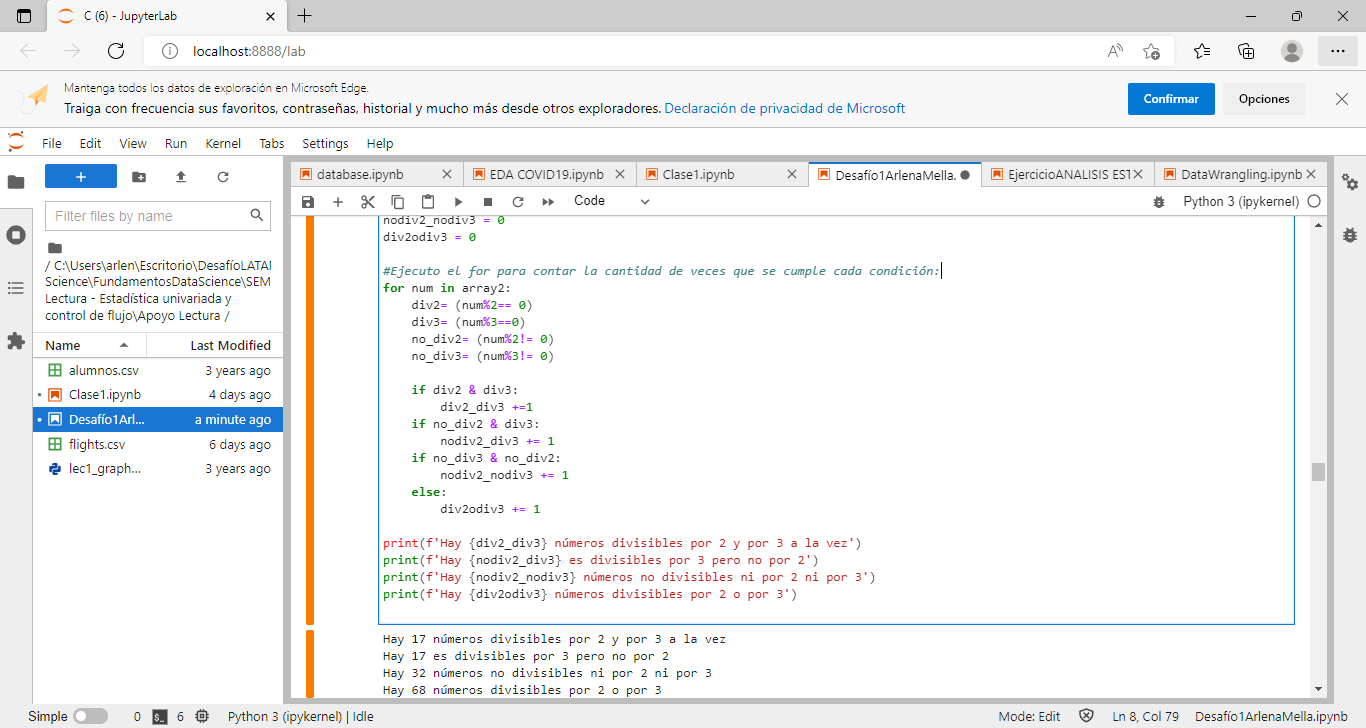 C (6) - JupyterLab
localhost:8888/lab
Mantenga todos los datos de exploración en Microsoft Edge.
Traiga con frecuencia sus favoritos, contraseñas, historial y mucho más desde otros exploradores. Declaración de privacidad de Microsoft
Confirmar
Opciones
File Edit View Run Kernel Tabs Settings Help
Filter files by name
/ C:\Users\arlen\Escritorio\DesafíoLATAI
Science\FundamentosDataScience\SEM
Lectura - Estadística univariada y
control de flujo\Apoyo Lectura /
Name Last Modified
alumnos.csv 3 years ago
Clase1.ipynb 4 days ago
Desafío1Arl... a minute ago
flights.csv 6 days ago
lec1_graph... 3 years ago
database.ipynb EDA COVID19.ipynb Clase1.ipynb Desafío1ArlenaMella. EjercicioANALISIS EST DataWrangling.ipynb
Code Python 3 (ipykernel)
nodiv2_nodiv3 = 0
div2odiv3 = 0
#Ejecuto el for para contar la cantidad de veces que se cumple cada condición:
for num in array2:
    div2= (num%2== 0)
    div3= (num%3==0)
    no_div2= (num%2!= 0)
    no_div3= (num%3!= 0)
    if div2 & div3:
        div2_div3 +=1
    if no_div2 & div3:
        nodiv2_div3 += 1
    if no_div3 & no_div2:
        nodiv2_nodiv3 += 1
    else:
        div2odiv3 += 1
print(f'Hay {div2_div3} números divisibles por 2 y por 3 a la vez')
print(f'Hay {nodiv2_div3} es divisibles por 3 pero no por 2')
print(f'Hay {nodiv2_nodiv3} números no divisibles ni por 2 ni por 3')
print(f'Hay {div2odiv3} números divisibles por 2 o por 3')
Hay 17 números divisibles por 2 y por 3 a la vez
Hay 17 es divisibles por 3 pero no por 2
Hay 32 números no divisibles ni por 2 ni por 3
Hay 68 números divisibles por 2 o por 3
Simple 0 $_ 6 Python 3 (ipykernel) | Idle Mode: Edit Ln 8, Col 79 Desafío1ArlenaMella.ipynb